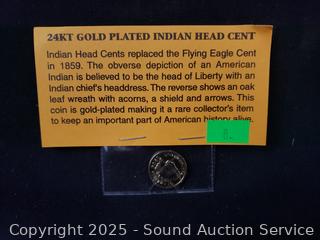 24KT GOLD PLATED INDIAN HEAD CENT
Indian Head Cents replaced the Flying Eagle Cent
in 1859. The obverse depiction of an American
Indian is believed to be the head of Liberty with an
Indian chief's headdress. The reverse shows an oak
leaf wreath with acorns, a shield and arrows. This
coin is gold-plated making it a rare collector's item
to keep an important part of American history alive.
Copyright 2025 - Sound Auction Service